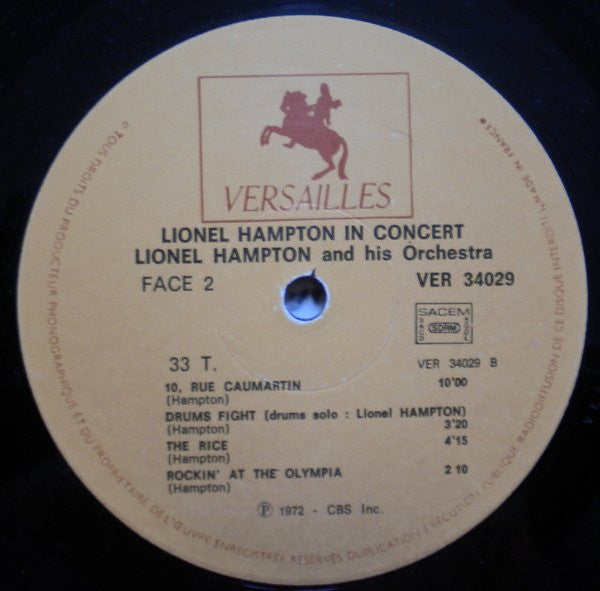 VERSAILLES
LIONEL HAMPTON IN CONCERT
LIONEL HAMPTON and his Orchestra
FACE 2 VER 34029
SACEM
SACD SDRM SGDL
33 T. VER 34029 B
10, RUE CAUMARTIN 10'00
(Hampton)
DRUMS FIGHT (drums solo : Lionel HAMPTON)
(Hampton) 3'20
THE RICE 4'15
(Hampton)
ROCKIN' AT THE OLYMPIA 2 10
(Hampton)
Ⓟ 1972 - CBS Inc.
© TOUS DROITS DU PRODUCTEUR PHONOGRAPHIQUE ET DU PROPRIETAIRE DE L'ŒUVRE ENREGISTRÉE RÉSERVÉS DUPLICATION EXÉCUTION PUBLIQUE RADIODIFFUSION DE CE DISQUE INTERDITS. MADE IN FRANCE